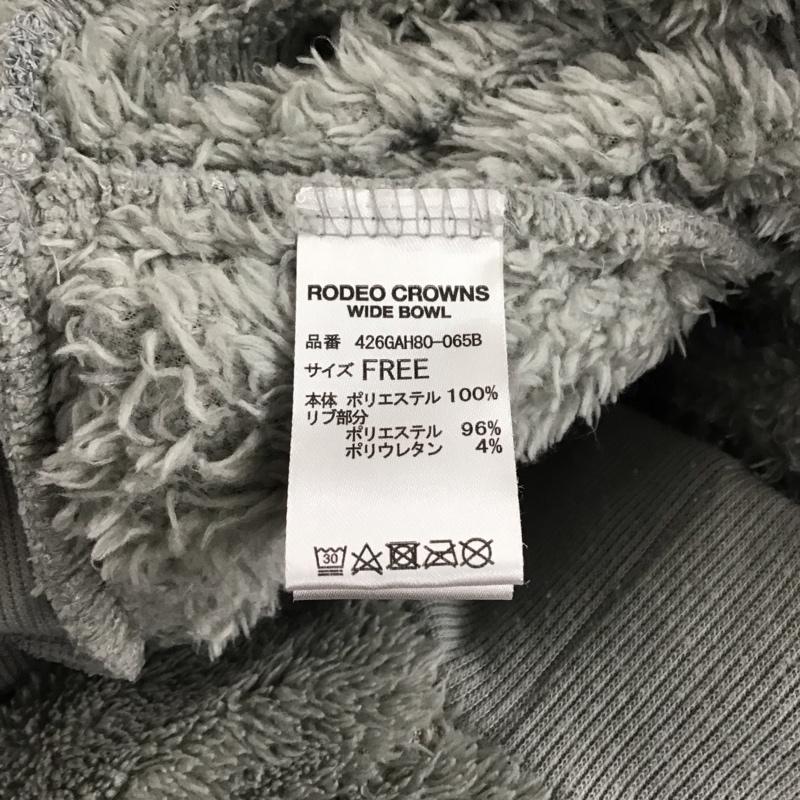 RODEO CROWNS
WIDE BOWL
品番 426GAH80-065B
サイズ FREE
本体 ポリエステル 100%
リブ部分
ポリエステル 96%
ポリウレタン 4%
30